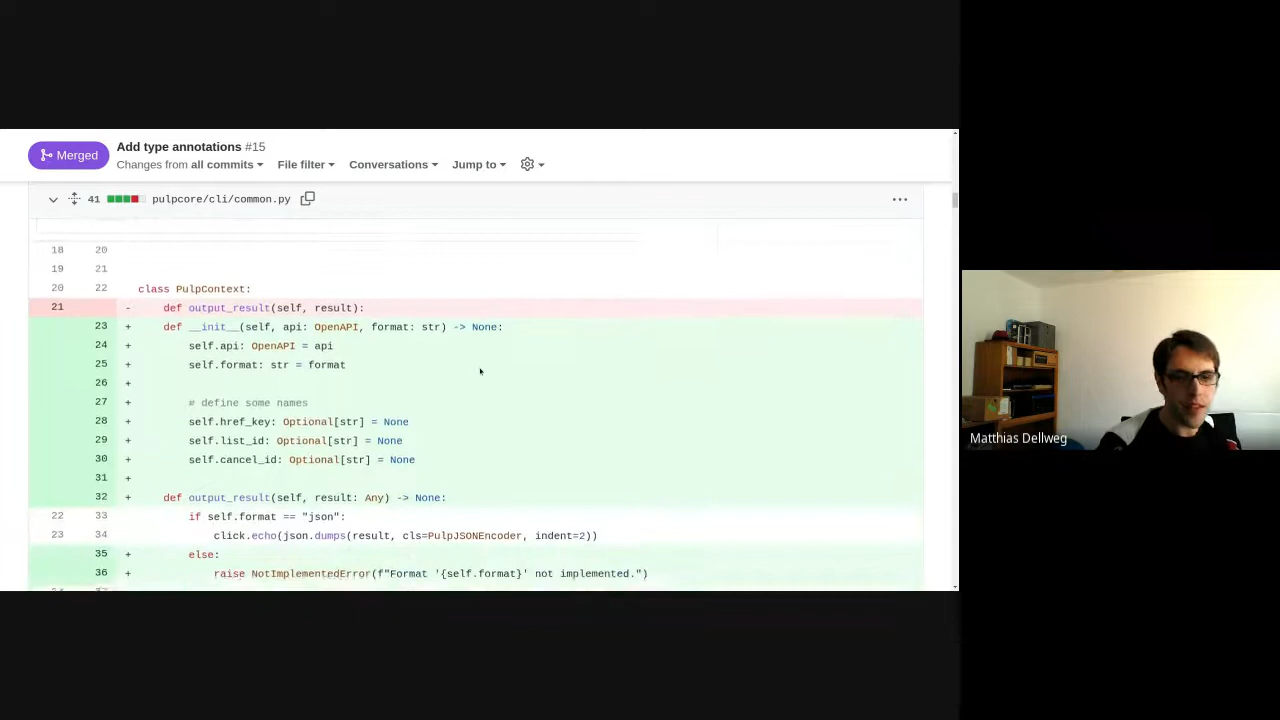 Merged
Add type annotations #15
Changes from all commits File filter Conversations Jump to
41 pulpcore/cli/common.py
18 20
19 21
20 22 class PulpContext:
21 - def output_result(self, result):
23 + def __init__(self, api: OpenAPI, format: str) -> None:
24 + self.api: OpenAPI = api
25 + self.format: str = format
26 +
27 + # define some names
28 + self.href_key: Optional[str] = None
29 + self.list_id: Optional[str] = None
30 + self.cancel_id: Optional[str] = None
31 +
32 + def output_result(self, result: Any) -> None:
22 33 if self.format == "json":
23 34 click.echo(json.dumps(result, cls=PulpJSONEncoder, indent=2))
35 + else:
36 + raise NotImplementedError(f"Format '{self.format}' not implemented.")
Matthias Dellweg